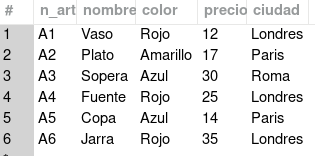 # n_art nombre color precio ciudad
1 A1 Vaso Rojo 12 Londres
2 A2 Plato Amarillo 17 Paris
3 A3 Sopera Azul 30 Roma
4 A4 Fuente Rojo 25 Londres
5 A5 Copa Azul 14 Paris
6 A6 Jarra Rojo 35 Londres